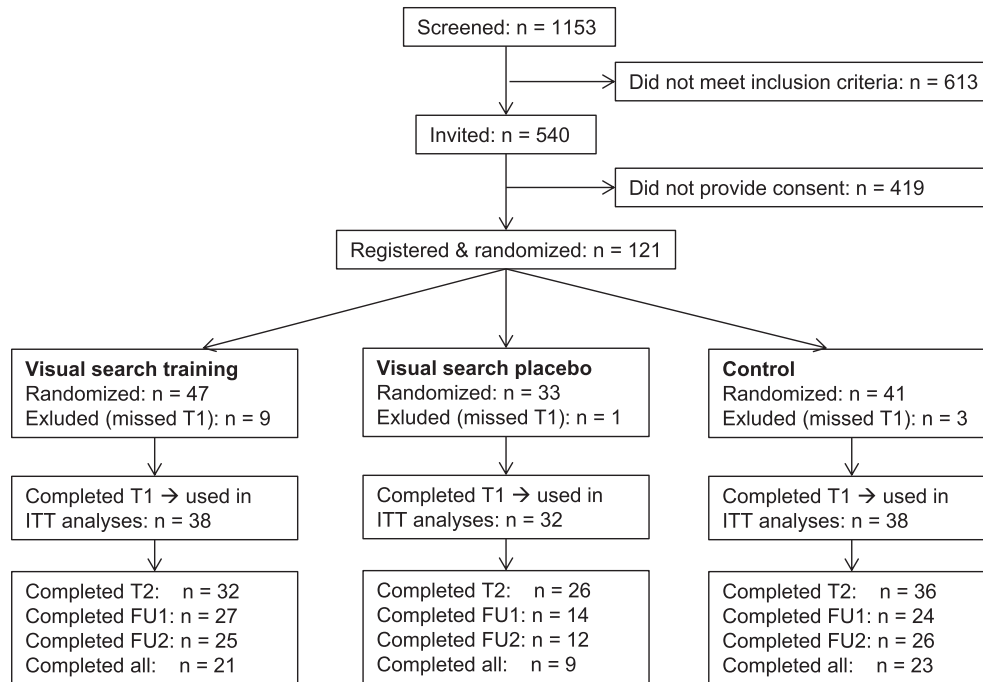 Screened: n = 1153
Did not meet inclusion criteria: n = 613
Invited: n = 540
Did not provide consent: n = 419
Registered & randomized: n = 121
Visual search training
Randomized: n = 47
Exluded (missed T1): n = 9
Visual search placebo
Randomized: n = 33
Exluded (missed T1): n = 1
Control
Randomized: n = 41
Exluded (missed T1): n = 3
Completed T1 → used in
ITT analyses: n = 38
Completed T1 → used in
ITT analyses: n = 32
Completed T1 → used in
ITT analyses: n = 38
Completed T2: n = 32
Completed FU1: n = 27
Completed FU2: n = 25
Completed all: n = 21
Completed T2: n = 26
Completed FU1: n = 14
Completed FU2: n = 12
Completed all: n = 9
Completed T2: n = 36
Completed FU1: n = 24
Completed FU2: n = 26
Completed all: n = 23